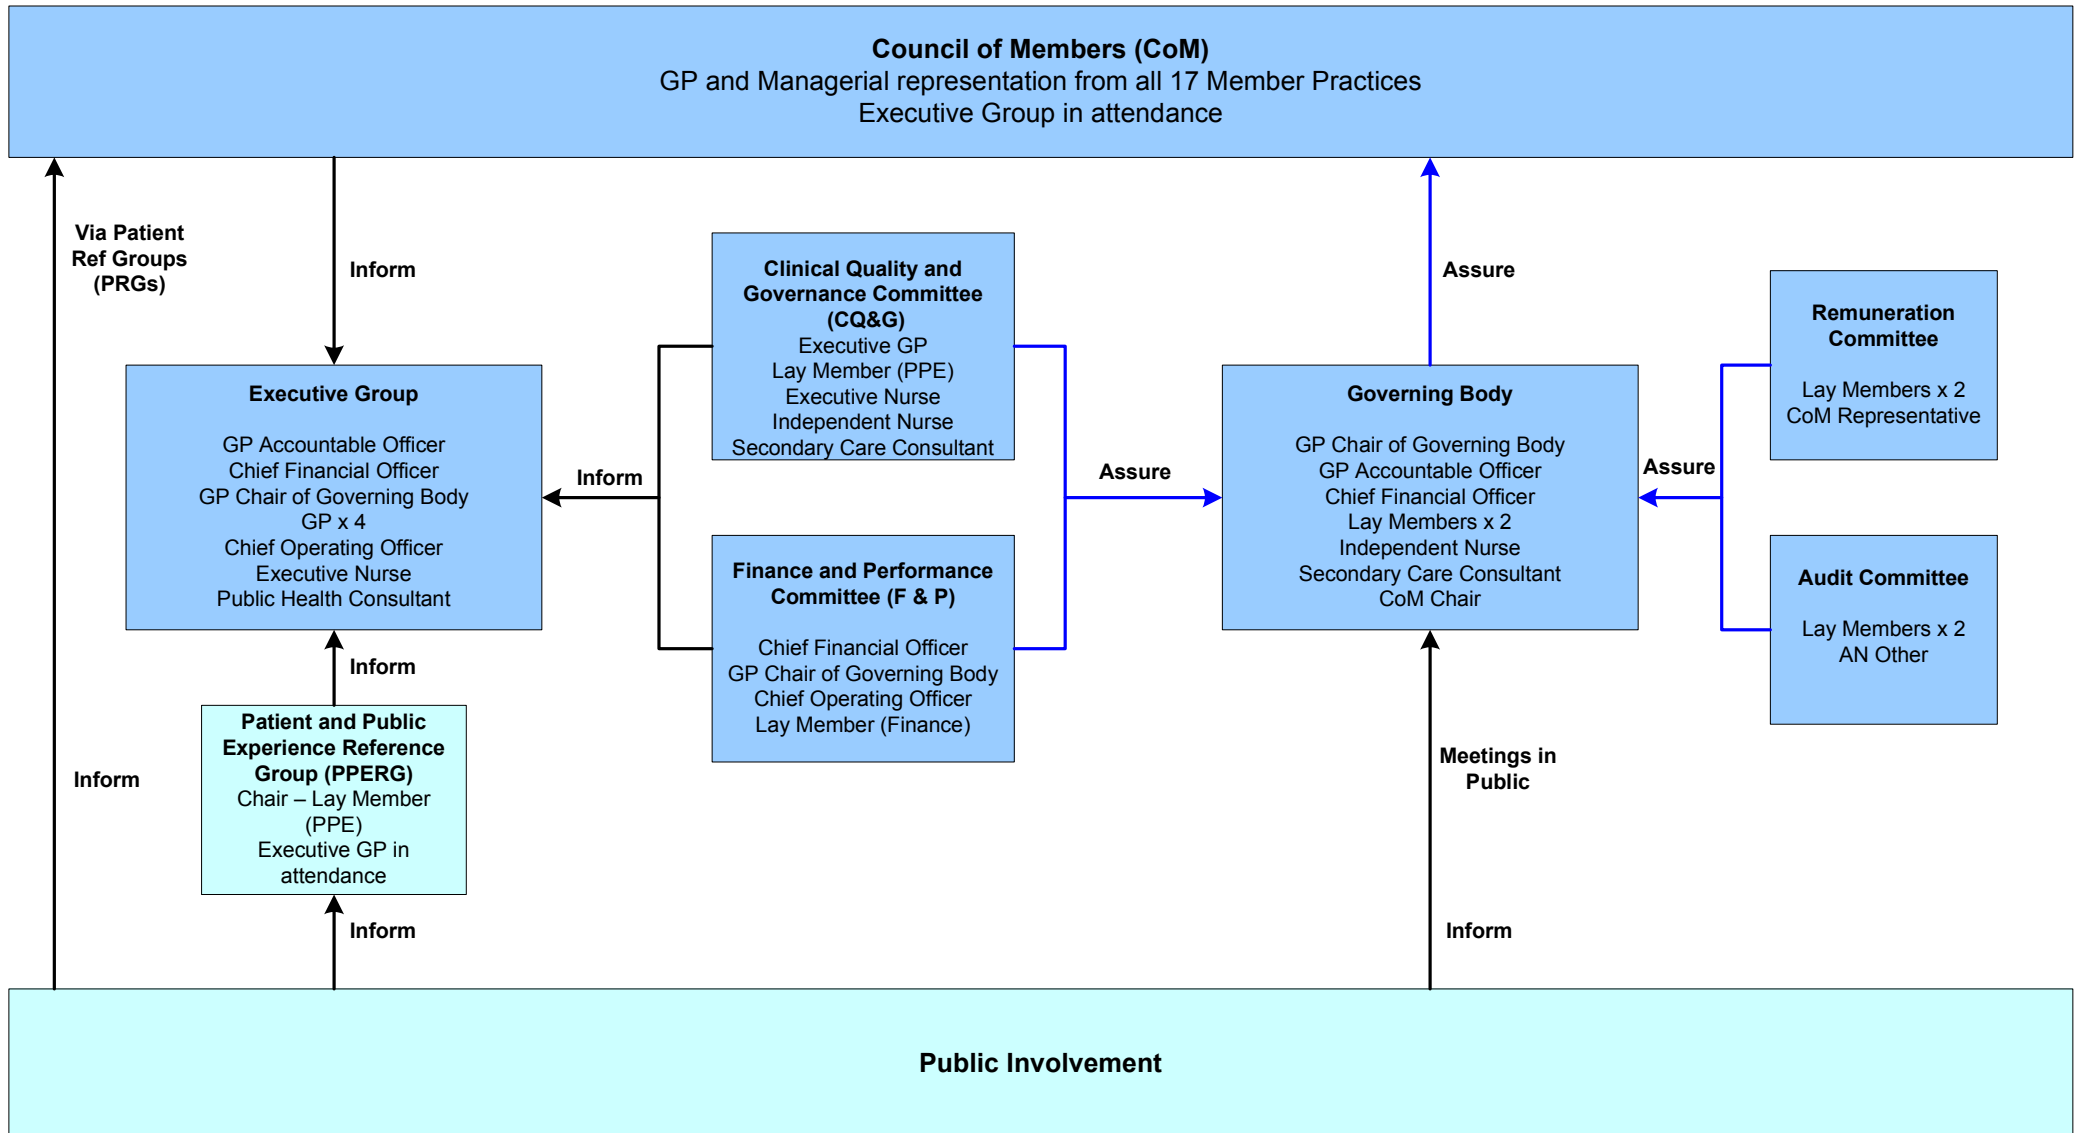 Council of Members (CoM)
GP and Managerial representation from all 17 Member Practices
Executive Group in attendance
Via Patient
Ref Groups
(PRGs)
Inform
Clinical Quality and
Governance Committee
(CQ&G)
Executive GP
Lay Member (PPE)
Executive Nurse
Independent Nurse
Secondary Care Consultant
Assure
Remuneration
Committee
Lay Members x 2
CoM Representative
Executive Group
GP Accountable Officer
Chief Financial Officer
GP Chair of Governing Body
GP x 4
Chief Operating Officer
Executive Nurse
Public Health Consultant
Inform
Assure
Governing Body
GP Chair of Governing Body
GP Accountable Officer
Chief Financial Officer
Lay Members x 2
Independent Nurse
Secondary Care Consultant
CoM Chair
Assure
Finance and Performance
Committee (F & P)
Chief Financial Officer
GP Chair of Governing Body
Chief Operating Officer
Lay Member (Finance)
Audit Committee
Lay Members x 2
AN Other
Inform
Patient and Public
Experience Reference
Group (PPERG)
Chair – Lay Member
(PPE)
Executive GP in
attendance
Inform
Meetings in
Public
Inform
Inform
Public Involvement